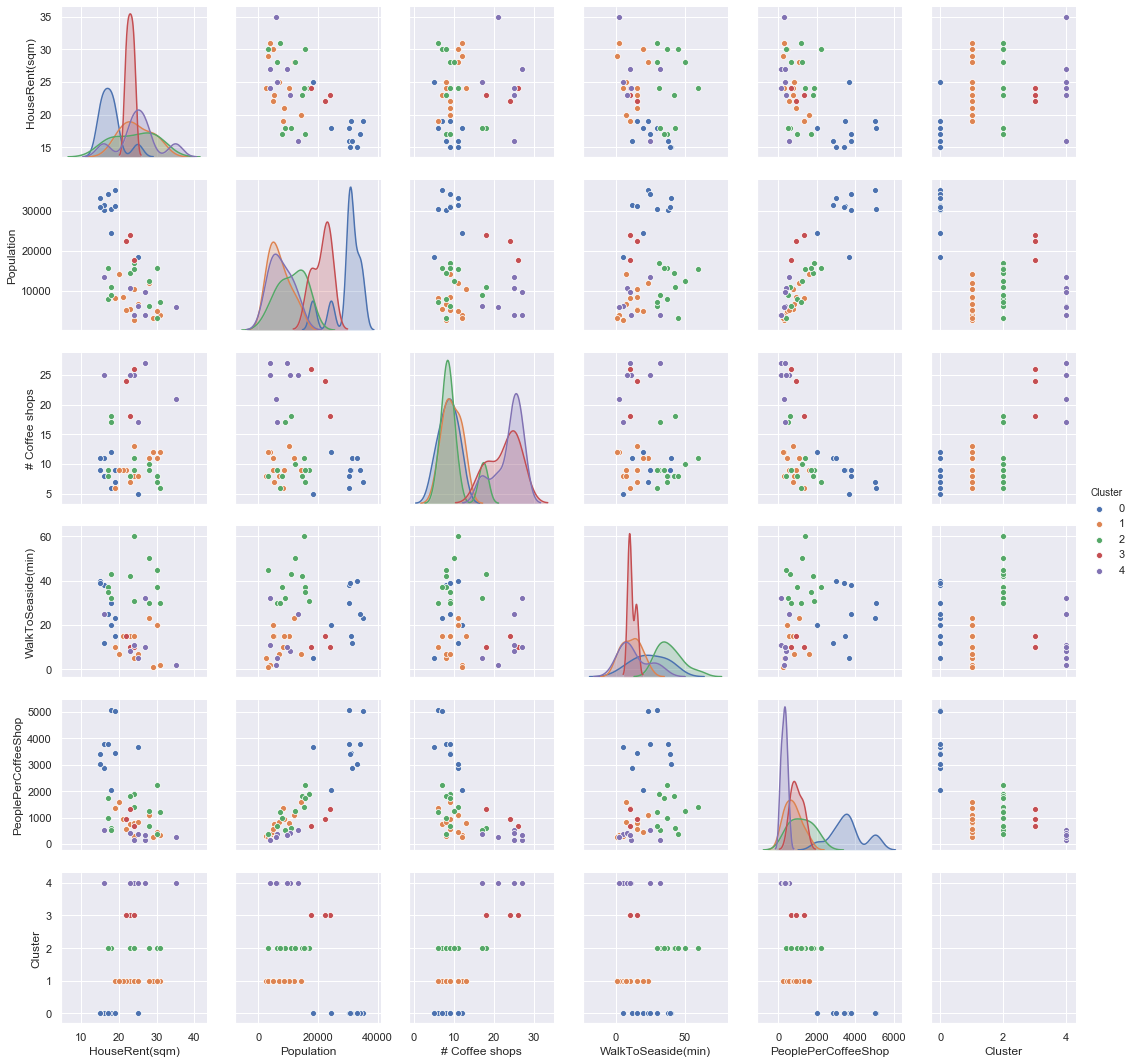 35
30
25
20
15
HouseRent(sqm)
30000
20000
10000
Population
25
20
15
10
5
# Coffee shops
Cluster
0
1
2
3
4
60
40
20
0
WalkToSeaside(min)
5000
4000
3000
2000
1000
0
PeoplePerCoffeeShop
4
3
2
1
0
Cluster
10 20 30 40
0 20000 40000
0 10 20 30
0 50
0 2000 4000 6000
0 2 4
HouseRent(sqm)
Population
# Coffee shops
WalkToSeaside(min)
PeoplePerCoffeeShop
Cluster